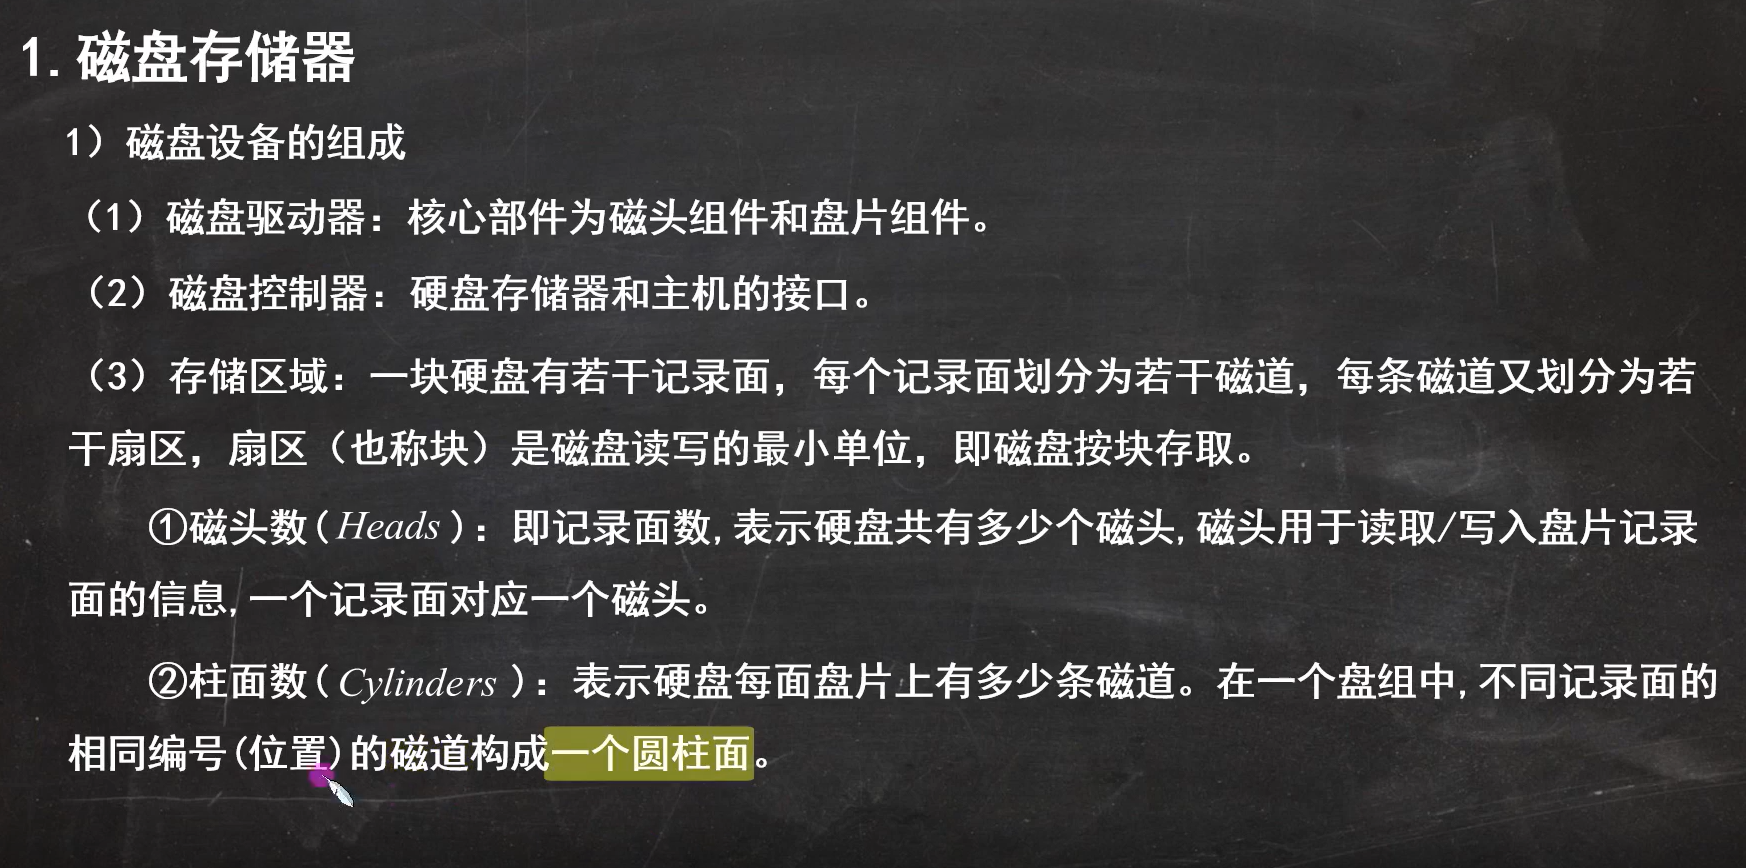 1.磁盘存储器
1）磁盘设备的组成
（1）磁盘驱动器：核心部件为磁头组件和盘片组件。
（2）磁盘控制器：硬盘存储器和主机的接口。
（3）存储区域：一块硬盘有若干记录面，每个记录面划分为若干磁道，每条磁道又划分为若
干扇区，扇区（也称块）是磁盘读写的最小单位，即磁盘按块存取。
①磁头数(Heads)：即记录面数,表示硬盘共有多少个磁头,磁头用于读取/写入盘片记录
面的信息,一个记录面对应一个磁头。
②柱面数(Cylinders)：表示硬盘每面盘片上有多少条磁道。在一个盘组中,不同记录面的
相同编号(位置)的磁道构成一个圆柱面。